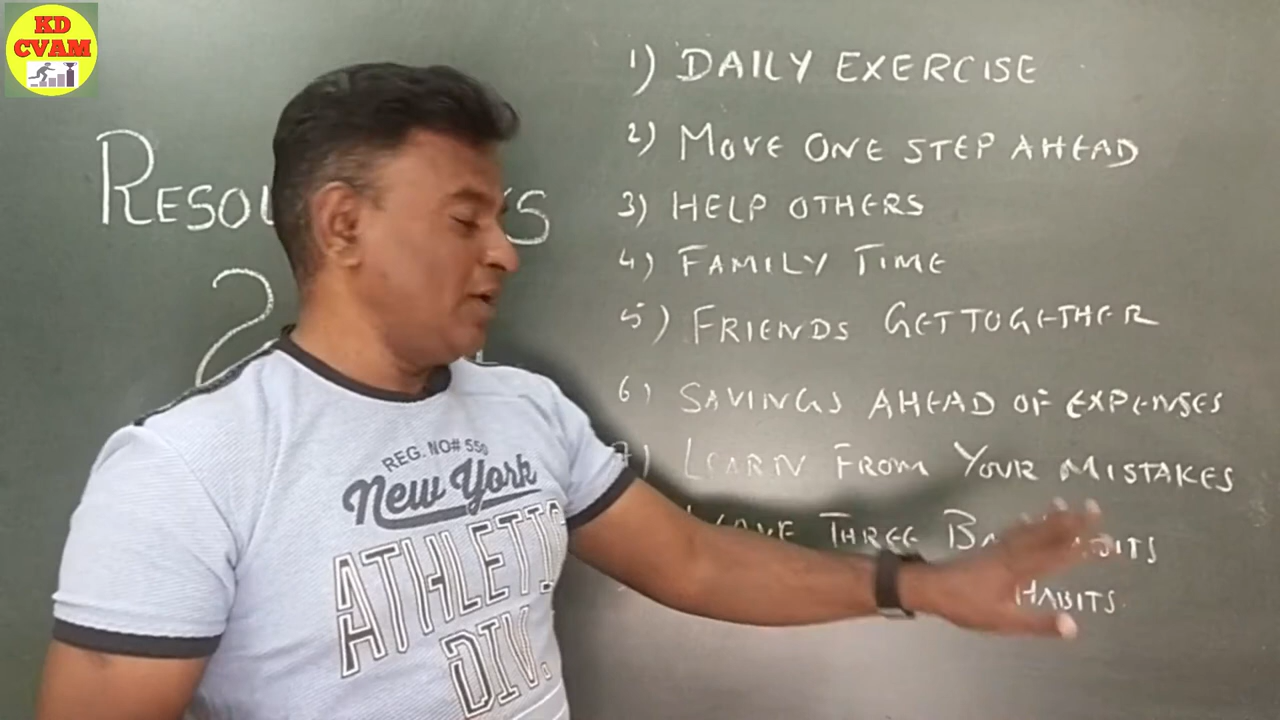 KD
CVAM
1) DAILY EXERCISE
2) MOVE ONE STEP AHEAD
3) HELP OTHERS
4) FAMILY TIME
5) FRIENDS GETTOGETHER
6) SAVINGS AHEAD OF EXPENSES
7) LEARN FROM YOUR MISTAKES
THREE
HABITS
REG. NO# 550
New York
ATHLETIC
DIV.